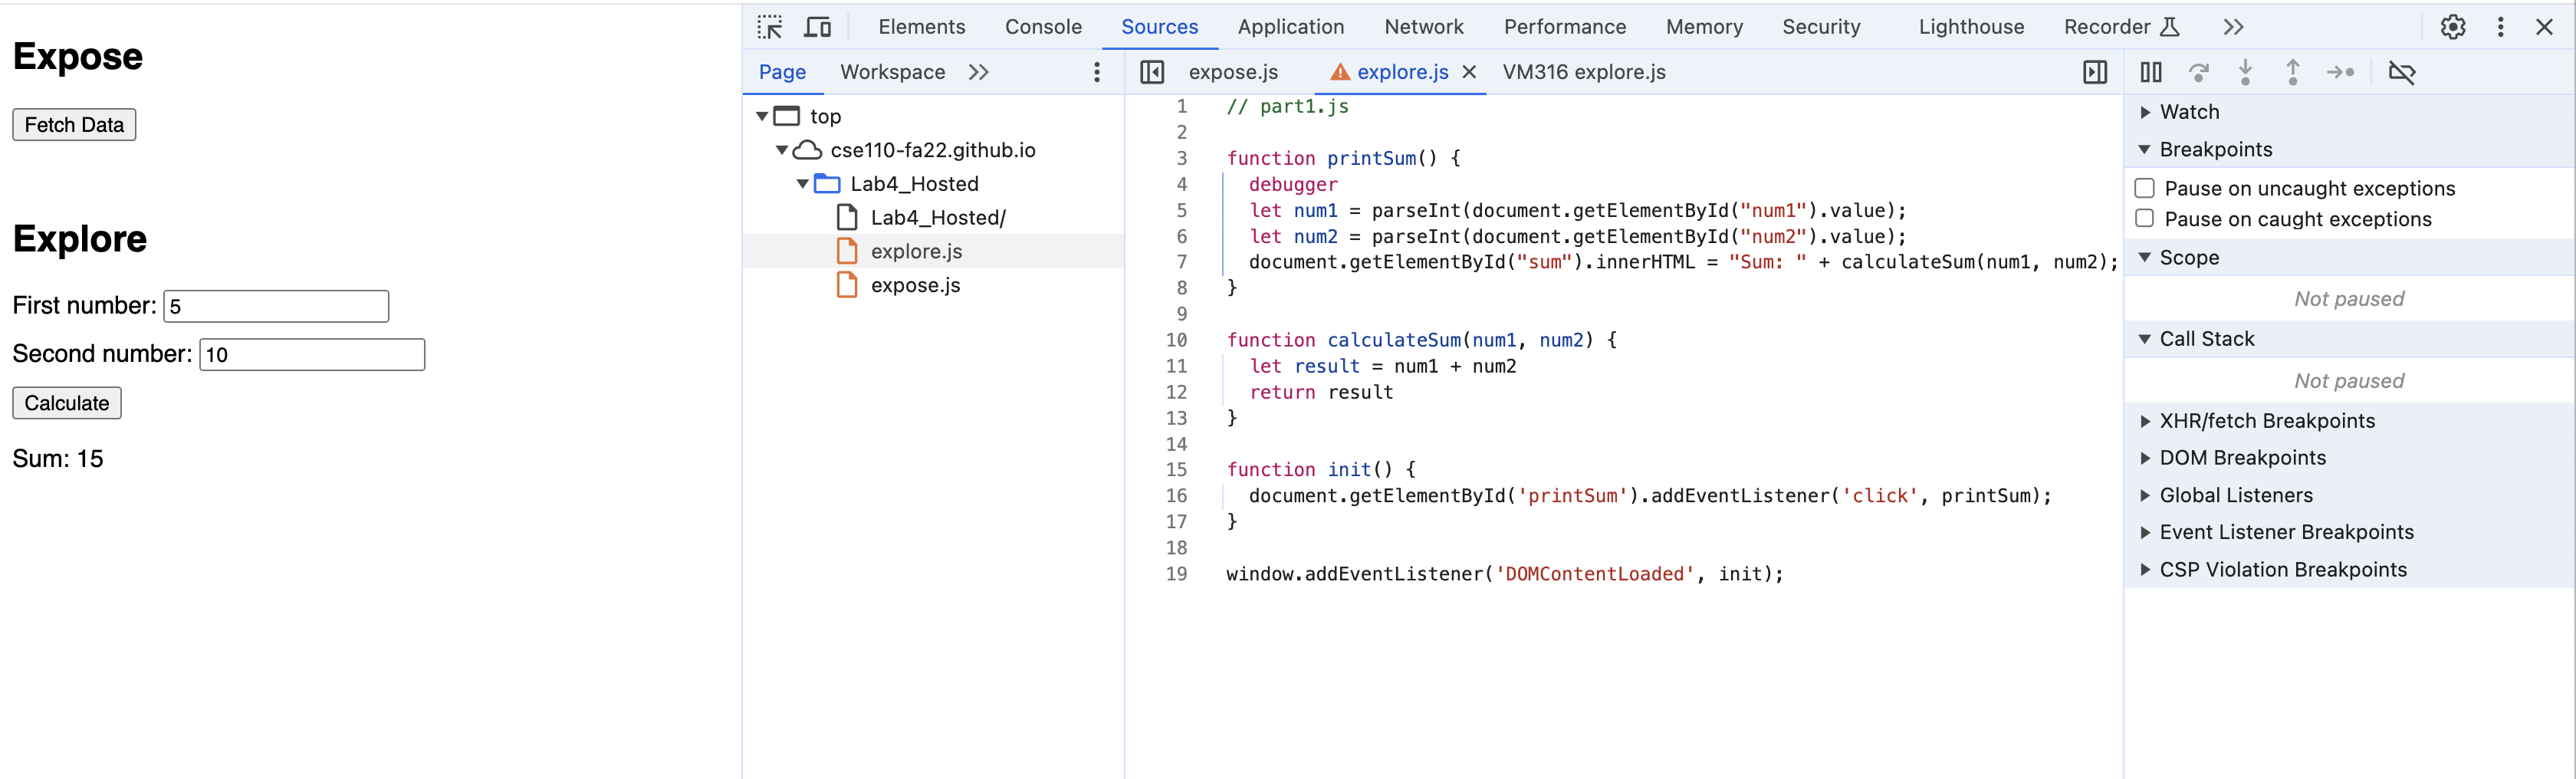 Expose
Fetch Data
Explore
First number: 5
Second number: 10
Calculate
Sum: 15
Elements Console Sources Application Network Performance Memory Security Lighthouse Recorder
Page Workspace
top
cse110-fa22.github.io
Lab4_Hosted
Lab4_Hosted/
explore.js
expose.js
expose.js explore.js VM316 explore.js
1 // part1.js
2
3 function printSum() {
4 debugger
5 let num1 = parseInt(document.getElementById("num1").value);
6 let num2 = parseInt(document.getElementById("num2").value);
7 document.getElementById("sum").innerHTML = "Sum: " + calculateSum(num1, num2);
8 }
9
10 function calculateSum(num1, num2) {
11 let result = num1 + num2
12 return result
13 }
14
15 function init() {
16 document.getElementById('printSum').addEventListener('click', printSum);
17 }
18
19 window.addEventListener('DOMContentLoaded', init);
Watch
Breakpoints
Pause on uncaught exceptions
Pause on caught exceptions
Scope
Not paused
Call Stack
Not paused
XHR/fetch Breakpoints
DOM Breakpoints
Global Listeners
Event Listener Breakpoints
CSP Violation Breakpoints